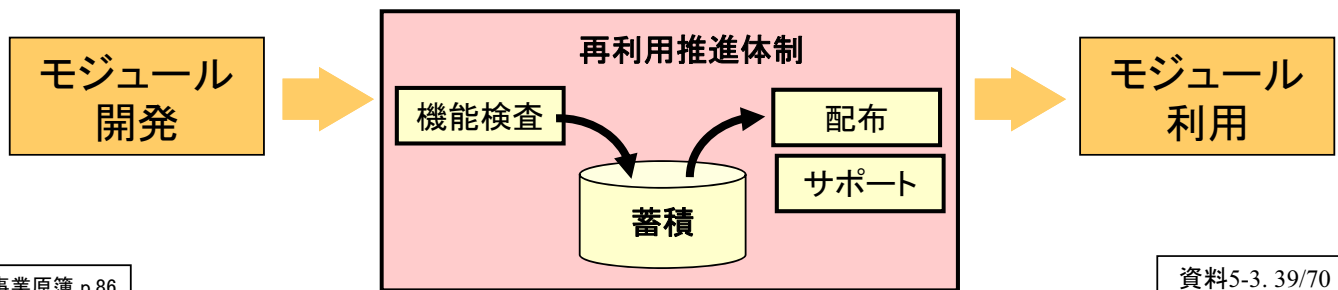 再利用推進体制
モジュール
開発
機能検査
蓄積
配布
サポート
モジュール
利用
事業原簿 p.86
資料5-3. 39/70